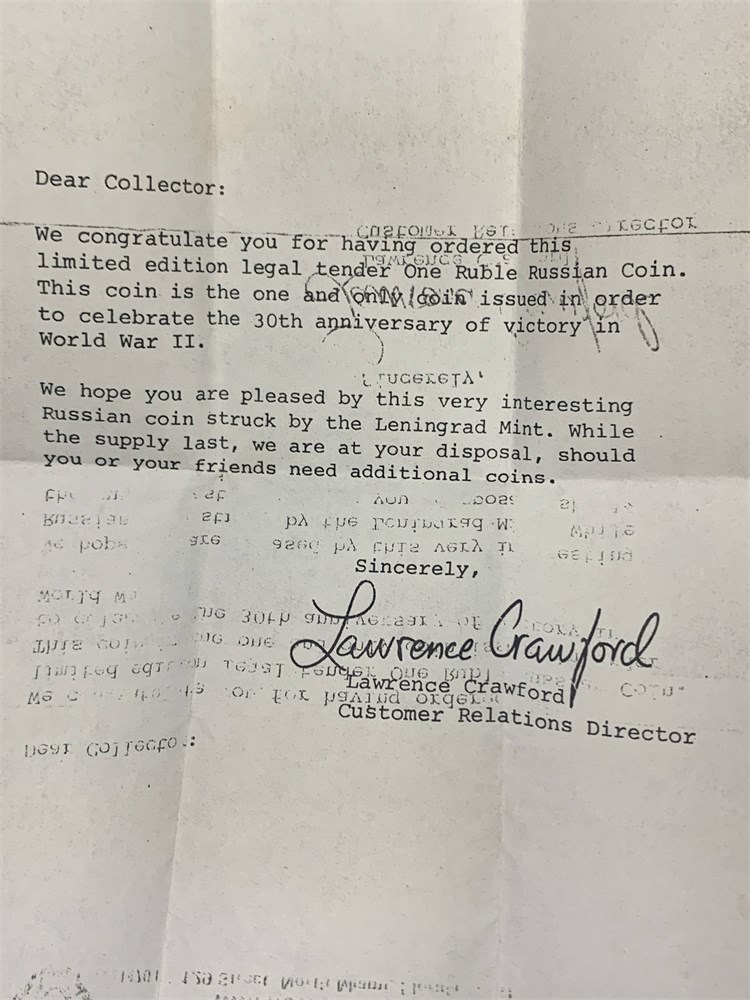 Dear Collector:
We congratulate you for having ordered this
limited edition legal tender One Ruble Russian Coin.
This coin is the one and only coin issued in order
to celebrate the 30th anniversary of victory in
World War II.
We hope you are pleased by this very interesting
Russian coin struck by the Leningrad Mint. While
the supply last, we are at your disposal, should
you or your friends need additional coins.
Sincerely,
Lawrence Crawford
Lawrence Crawford
Customer Relations Director